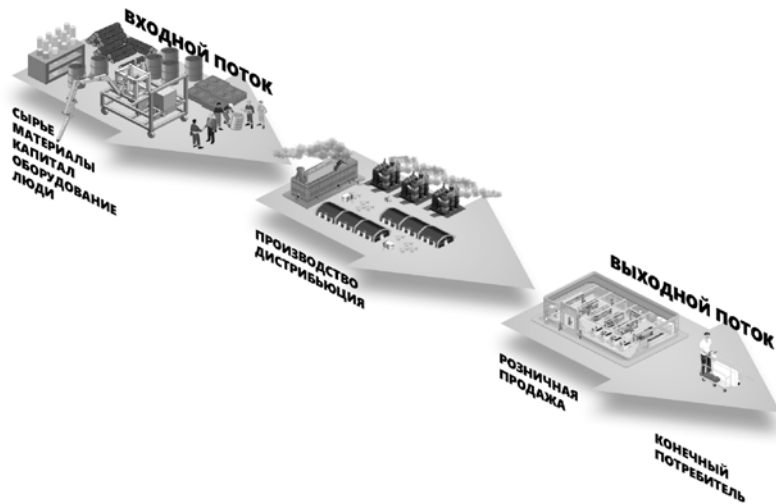 ВХОДНОЙ ПОТОК
СЫРЬЕ
МАТЕРИАЛЫ
КАПИТАЛ
ОБОРУДОВАНИЕ
ЛЮДИ
ПРОИЗВОДСТВО
ДИСТРИБЬЮЦИЯ
ВЫХОДНОЙ ПОТОК
РОЗНИЧНАЯ
ПРОДАЖА
КОНЕЧНЫЙ
ПОТРЕБИТЕЛЬ